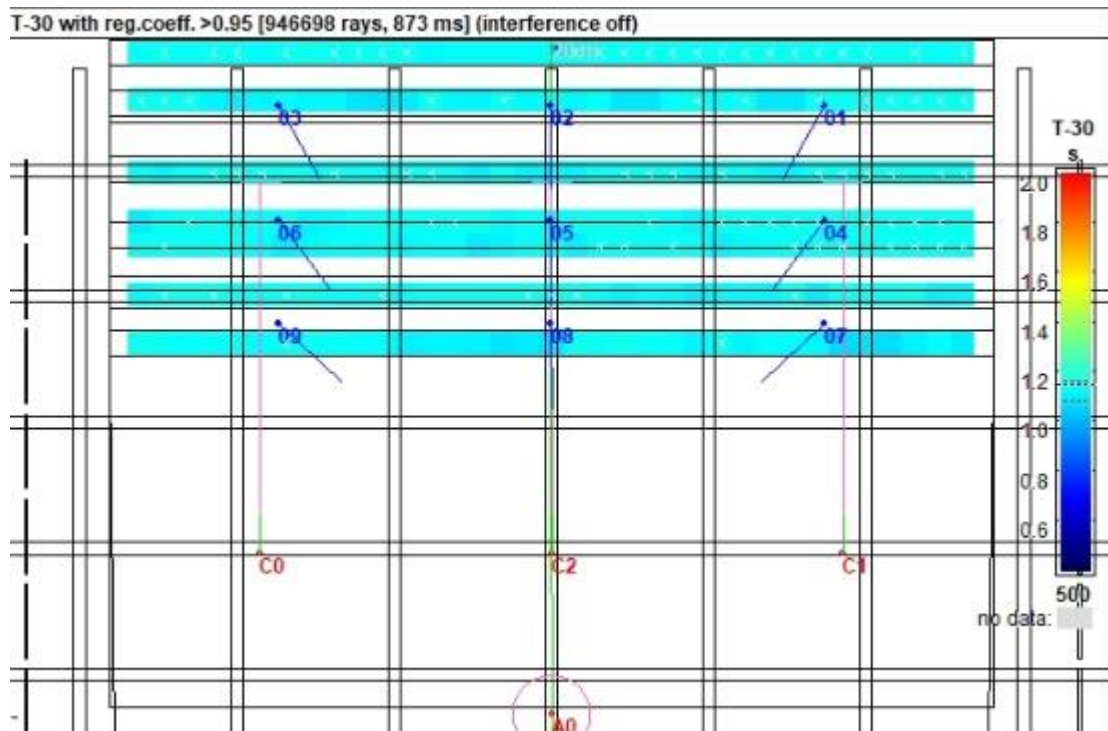 T-30 with reg.coeff. >0.95 [946698 rays, 873 ms] (interference off)
03 02 01
T-30
s
2.0
1.8
06 05 04
1.6
1.4
09 08 07
1.2
1.0
0.8
0.6
C0 C2 C1
500
no data:
A0